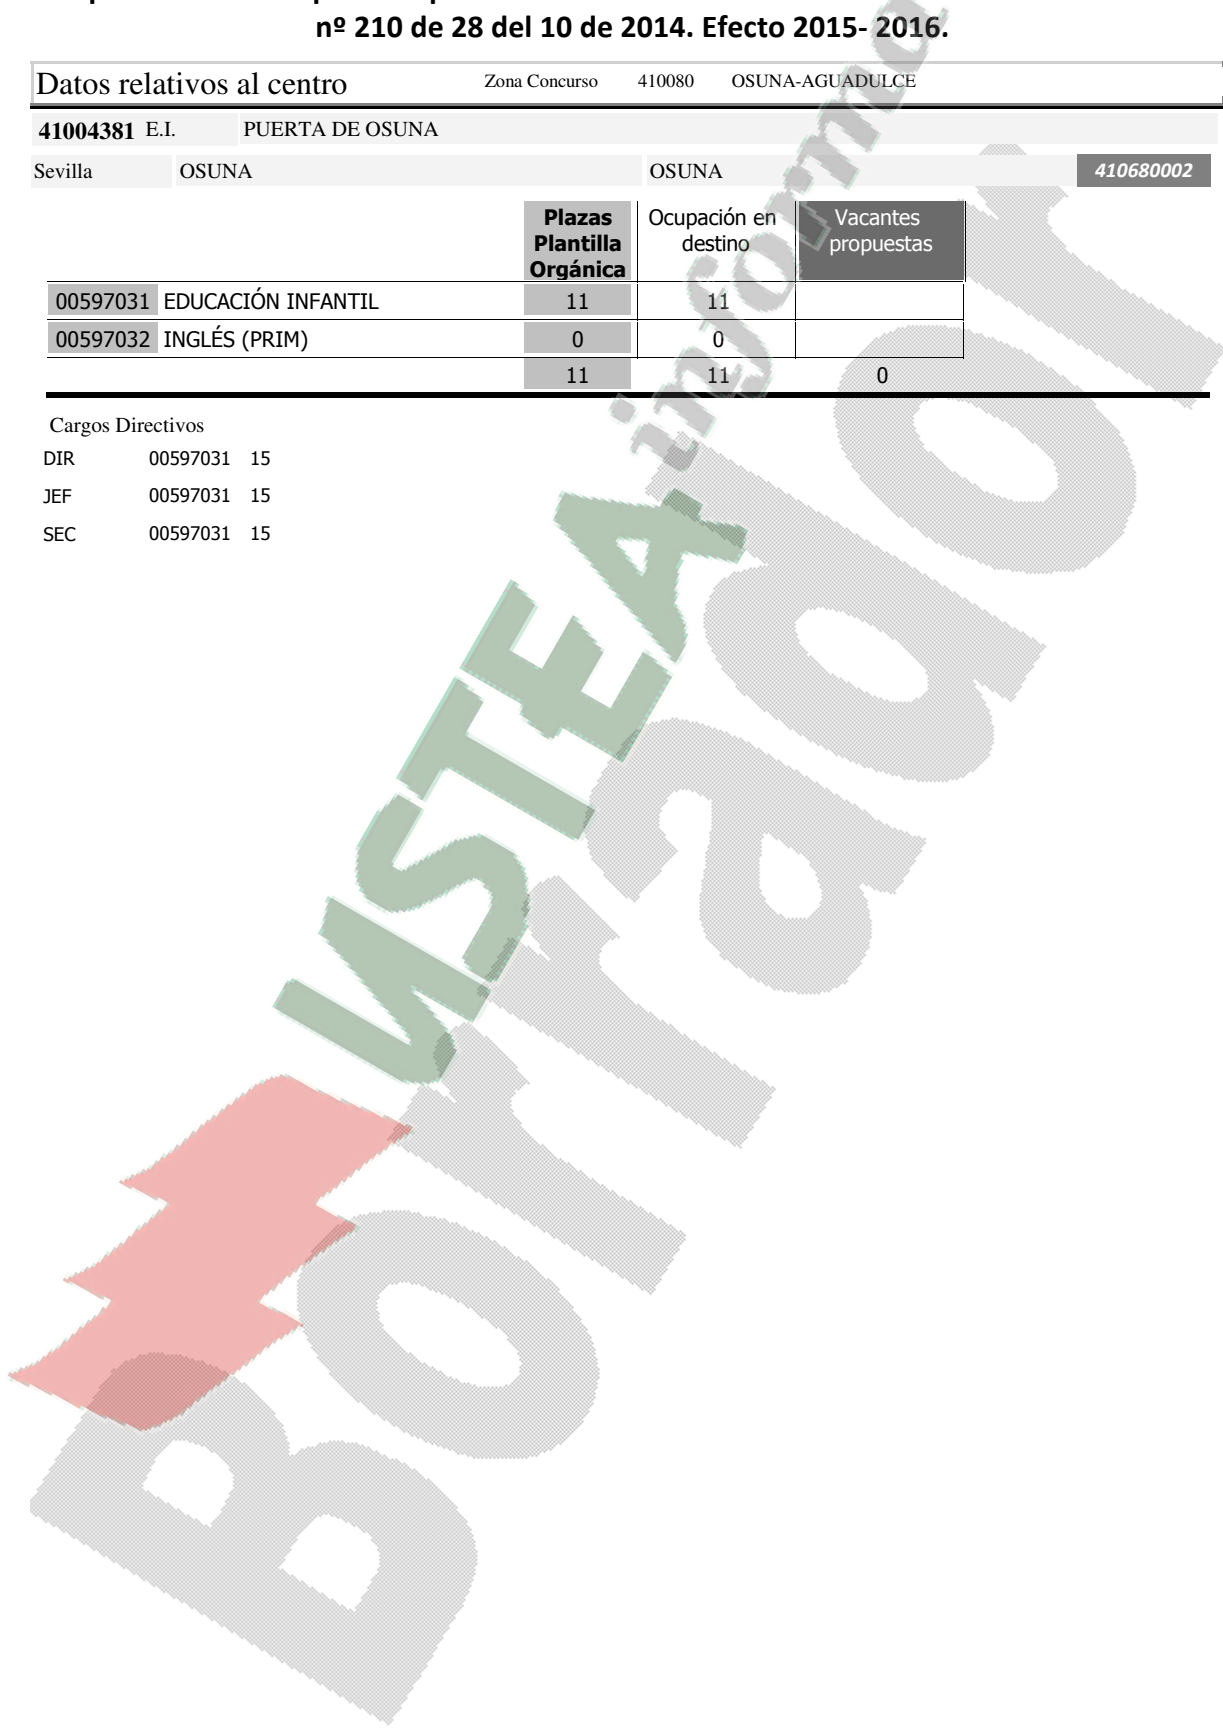 nº 210 de 28 del 10 de 2014. Efecto 2015- 2016.
Datos relativos al centro Zona Concurso 410080 OSUNA-AGUADULCE
41004381 E.I. PUERTA DE OSUNA
Sevilla OSUNA OSUNA 410680002
Plazas Plantilla Orgánica Ocupación en destino Vacantes propuestas
00597031 EDUCACIÓN INFANTIL 11 11
00597032 INGLÉS (PRIM) 0 0
11 11 0
Cargos Directivos
DIR 00597031 15
JEF 00597031 15
SEC 00597031 15
USTEA informa
Borrador